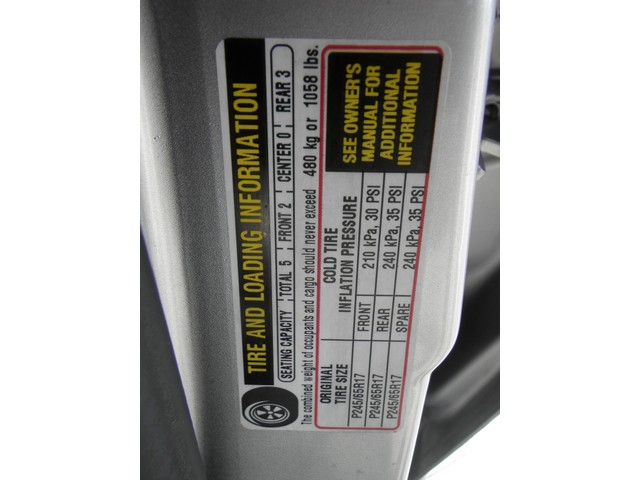 TIRE AND LOADING INFORMATION
SEATING CAPACITY TOTAL 5 FRONT 2 CENTER 0 REAR 3
The combined weight of occupants and cargo should never exceed 480 kg or 1058 lbs.
ORIGINAL TIRE SIZE
COLD TIRE INFLATION PRESSURE
P245/65R17 FRONT 210 kPa, 30 PSI
P245/65R17 REAR 240 kPa, 35 PSI
P245/65R17 SPARE 240 kPa, 35 PSI
SEE OWNER'S
MANUAL FOR
ADDITIONAL
INFORMATION